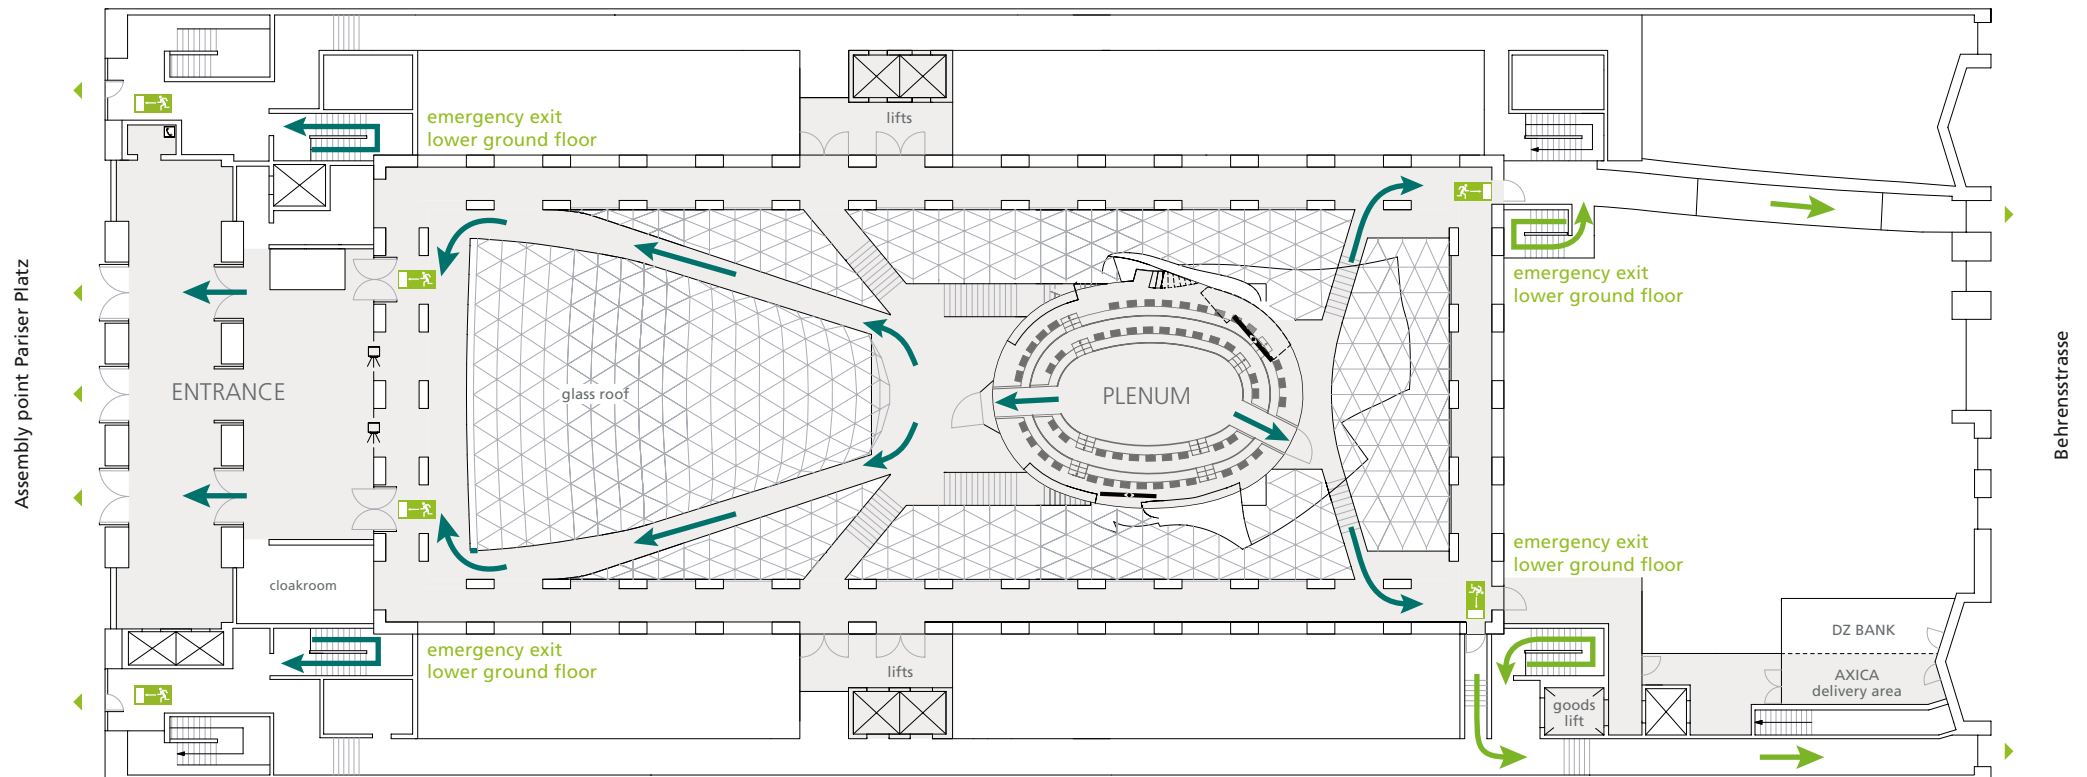 Assembly point Pariser Platz
emergency exit
lower ground floor
lifts
emergency exit
lower ground floor
ENTRANCE
glass roof
PLENUM
Behrensstrasse
emergency exit
lower ground floor
cloakroom
emergency exit
lower ground floor
lifts
DZ BANK
AXICA
delivery area
goods
lift